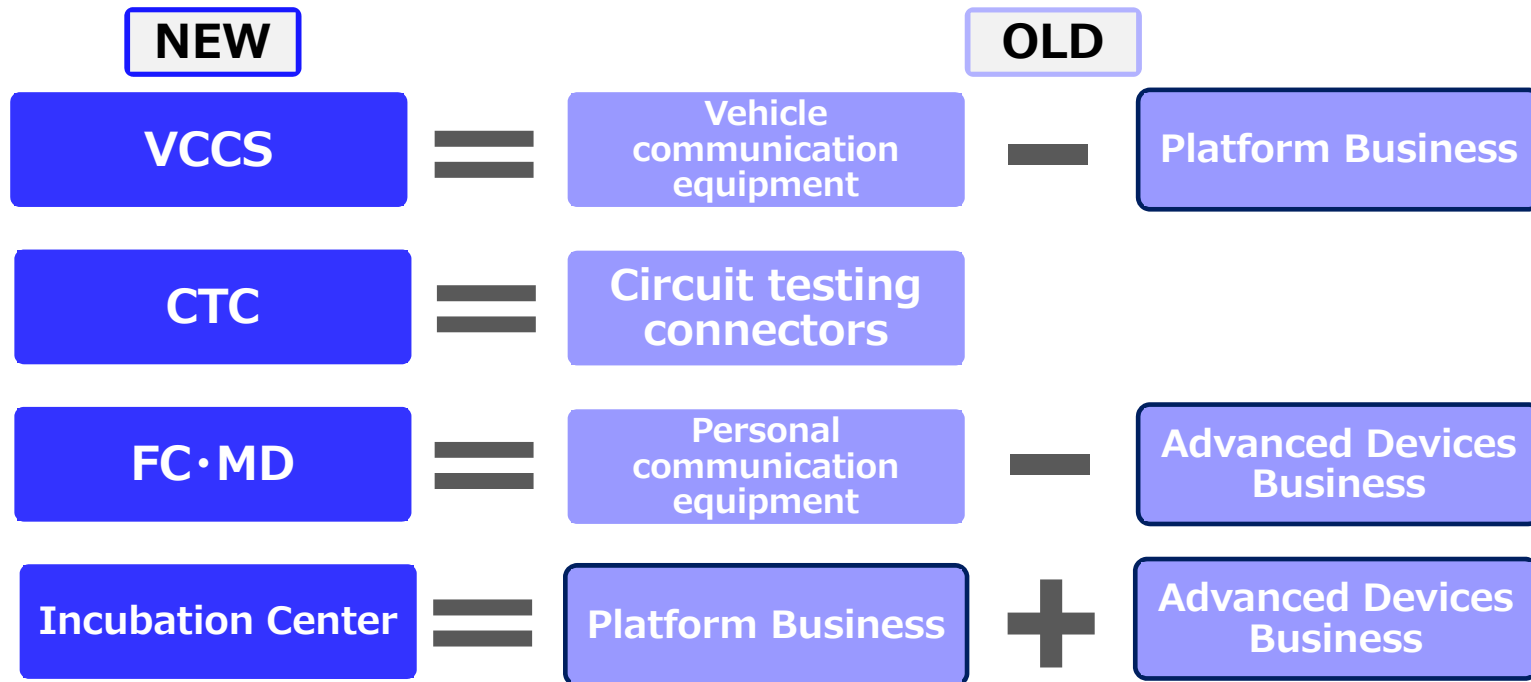 NEW
OLD
VCCS
Vehicle
communication
equipment
Platform Business
CTC
Circuit testing
connectors
FC･MD
Personal
communication
equipment
Advanced Devices
Business
Incubation Center
Platform Business
Advanced Devices
Business